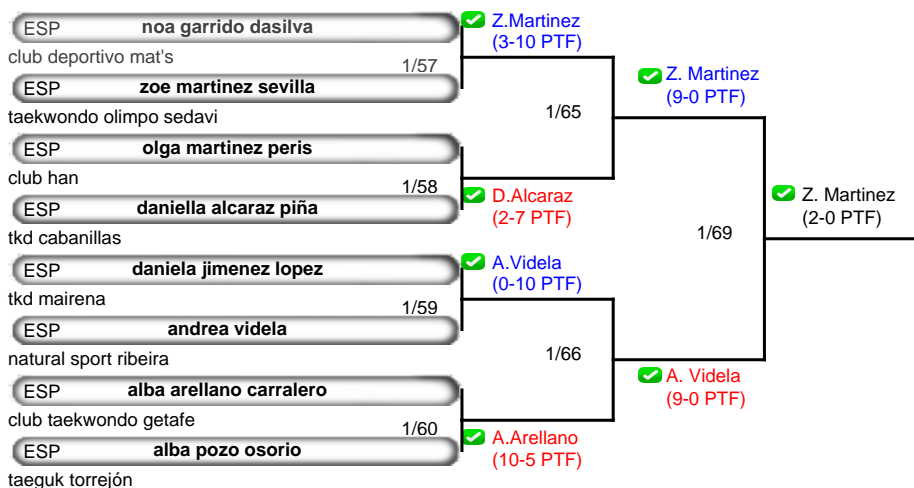 ESP noa garrido dasilva
club deportivo mat's
1/57
ESP zoe martinez sevilla
taekwondo olimpo sedavi
ESP olga martinez peris
club han
1/58
ESP daniella alcaraz piña
tkd cabanillas
ESP daniela jimenez lopez
tkd mairena
1/59
ESP andrea videla
natural sport ribeira
ESP alba arellano carralero
club taekwondo getafe
1/60
ESP alba pozo osorio
taeguk torrejón
Z.Martinez
(3-10 PTF)
1/65
D.Alcaraz
(2-7 PTF)
A.Videla
(0-10 PTF)
1/66
A.Arellano
(10-5 PTF)
Z. Martinez
(9-0 PTF)
1/69
A. Videla
(9-0 PTF)
Z. Martinez
(2-0 PTF)